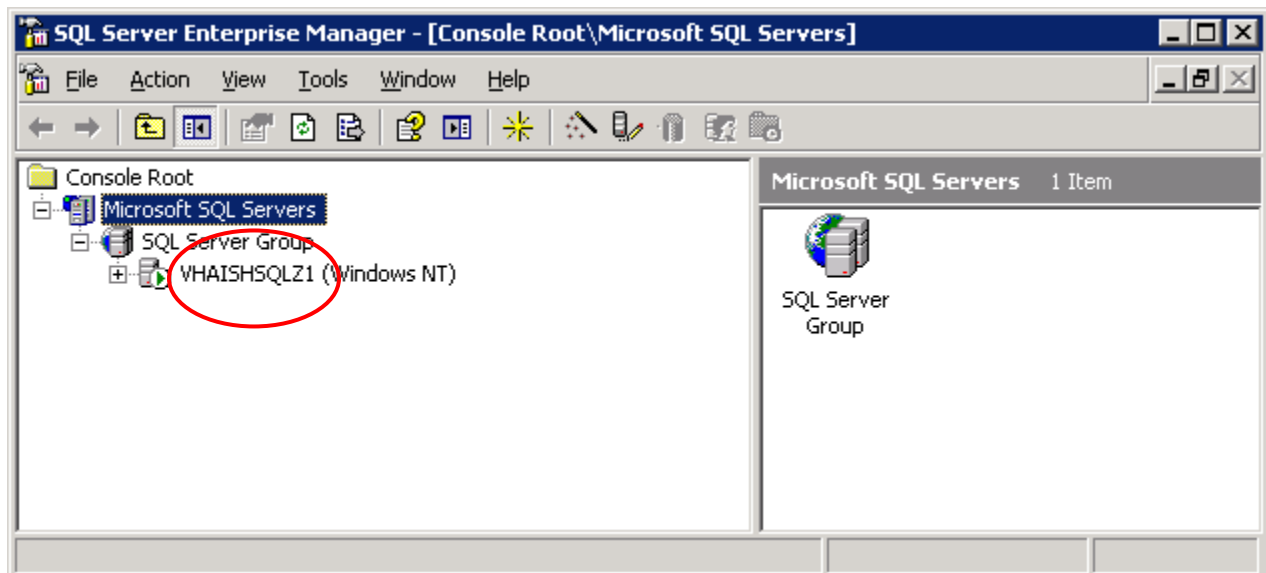 SQL Server Enterprise Manager - [Console Root\Microsoft SQL Servers]
File Action View Tools Window Help
Console Root
Microsoft SQL Servers
SQL Server Group
VHAISHSQLZ1 (Windows NT)
Microsoft SQL Servers 1 Item
SQL Server
Group